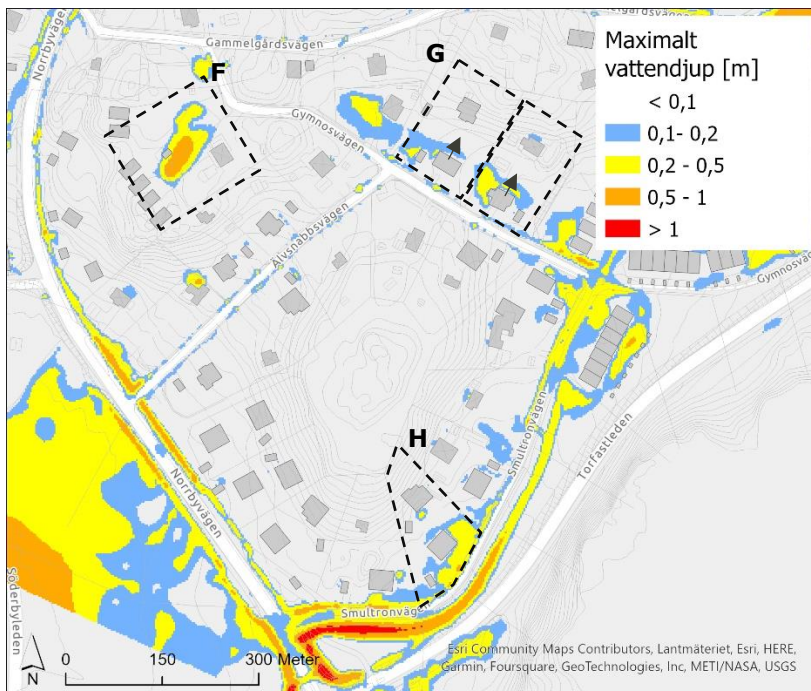 Norrbyvägen
Gammelgårdsvägen
F
Gymnosvägen
G
Maximalt
vattendjup [m]
< 0,1
0,1- 0,2
0,2 - 0,5
0,5 - 1
> 1
Älvsnabbsvägen
Gymnosvä
Smultronvägen
Torfastleden
H
Norrbyvägen
Söderbyleden
Smultronväg
N
0 150 300 Meter
Esri Community Maps Contributors, Lantmäteriet, Esri, HERE,
Garmin, Foursquare, GeoTechnologies, Inc, METI/NASA, USGS